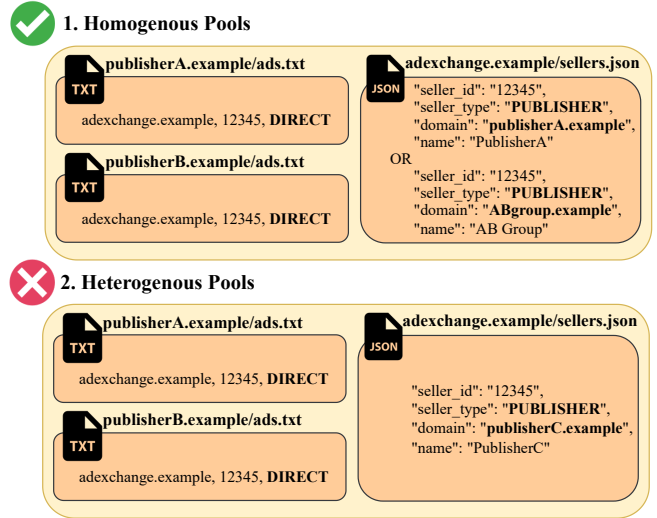 1. Homogenous Pools
publisherA.example/ads.txt
TXT
adexchange.example, 12345, DIRECT
publisherB.example/ads.txt
TXT
adexchange.example, 12345, DIRECT
adexchange.example/sellers.json
JSON
"seller_id": "12345",
"seller_type": "PUBLISHER",
"domain": "publisherA.example",
"name": "PublisherA"
OR
"seller_id": "12345",
"seller_type": "PUBLISHER",
"domain": "ABgroup.example",
"name": "AB Group"
2. Heterogenous Pools
publisherA.example/ads.txt
TXT
adexchange.example, 12345, DIRECT
publisherB.example/ads.txt
TXT
adexchange.example, 12345, DIRECT
adexchange.example/sellers.json
JSON
"seller_id": "12345",
"seller_type": "PUBLISHER",
"domain": "publisherC.example",
"name": "PublisherC"